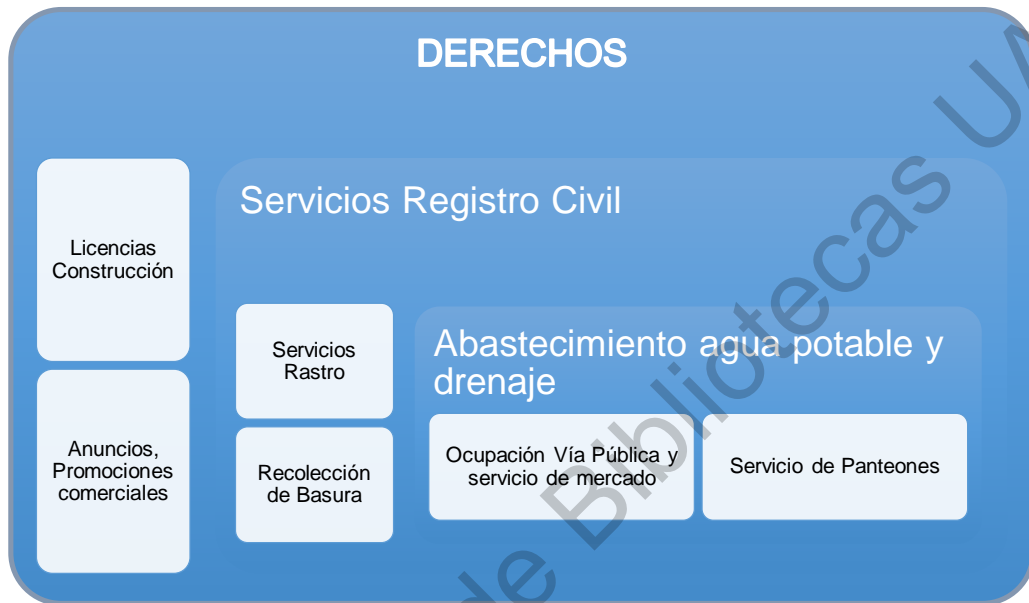 DERECHOS
Licencias
Construcción
Anuncios,
Promociones
comerciales
Servicios Registro Civil
Servicios
Rastro
Recolección
de Basura
Abastecimiento agua potable y
drenaje
Ocupación Vía Pública y
servicio de mercado
Servicio de Panteones
de Bibliotecas